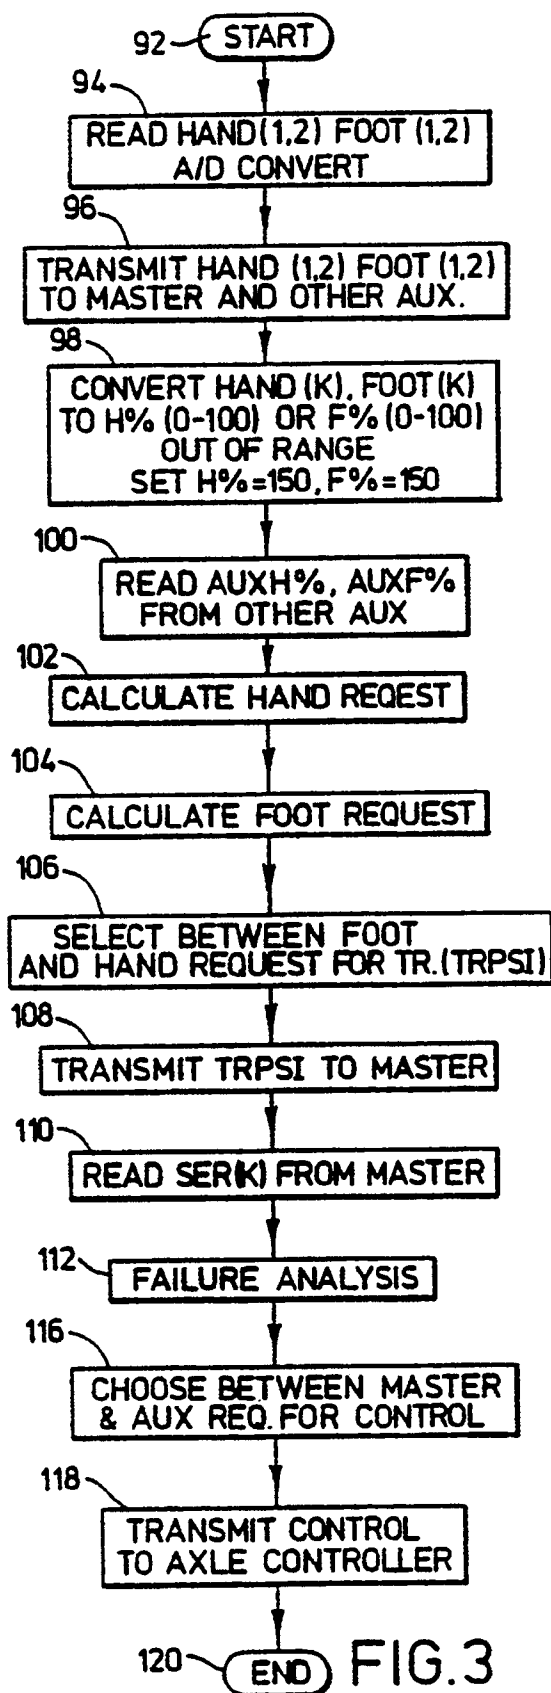 92
START
94
READ HAND(1,2) FOOT (1,2)
A/D CONVERT
96
TRANSMIT HAND (1,2) FOOT (1,2)
TO MASTER AND OTHER AUX.
98
CONVERT HAND (K), FOOT(K)
TO H% (0-100) OR F% (0-100)
OUT OF RANGE
SET H%=150, F%=150
100
READ AUXH%, AUXF%
FROM OTHER AUX
102
CALCULATE HAND REQEST
104
CALCULATE FOOT REQUEST
106
SELECT BETWEEN FOOT
AND HAND REQUEST FOR TR.(TRPSI)
108
TRANSMIT TRPSI TO MASTER
110
READ SER(K) FROM MASTER
112
FAILURE ANALYSIS
116
CHOOSE BETWEEN MASTER
& AUX REQ. FOR CONTROL
118
TRANSMIT CONTROL
TO AXLE CONTROLLER
120
END
FIG.3